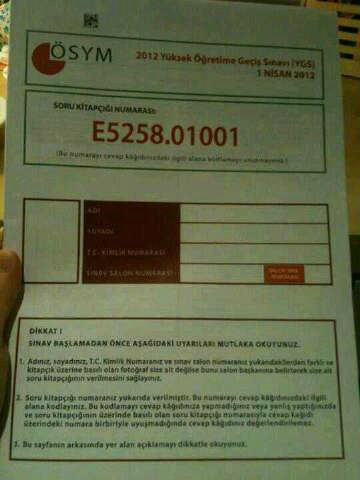 ÖSYM
2012 Yüksek Öğretime Geçiş Sınavı (YGS)
1 NİSAN 2012
SORU KİTAPÇIĞI NUMARASI:
E5258.01001
(Bu numarayı cevap kâğıdınızdaki ilgili alana kodlamayı unutmayınız.)
ADI
SOYADI
T.C. KİMLİK NUMARASI
SINAV SALON NUMARASI
DİKKAT !
SINAV BAŞLAMADAN ÖNCE AŞAĞIDAKİ UYARILARI MUTLAKA OKUYUNUZ.
1. Adınız, soyadınız, T.C. Kimlik Numaranız ve sınav salon numaranız yukarıdakilerden farklı ve
kitapçık üzerine basılı olan fotoğraf size ait değilse bunu salon başkanına belirterek size ait
soru kitapçığının verilmesini sağlayınız.
2. Soru kitapçığı numaranız yukarıda verilmiştir. Bu numarayı cevap kâğıdınızdaki ilgili
alana kodlayınız. Bu kodlamayı cevap kâğıdınıza yapmadığınız veya yanlış yaptığınızda
ve soru kitapçığının üzerinde basılı olan soru kitapçığı numarasıyla cevap kağıdı
üzerindeki numara birbiriyle uyuşmadığında cevap kağıdınız değerlendirilemez.
3. Bu sayfanın arkasında yer alan açıklamayı dikkatle okuyunuz.